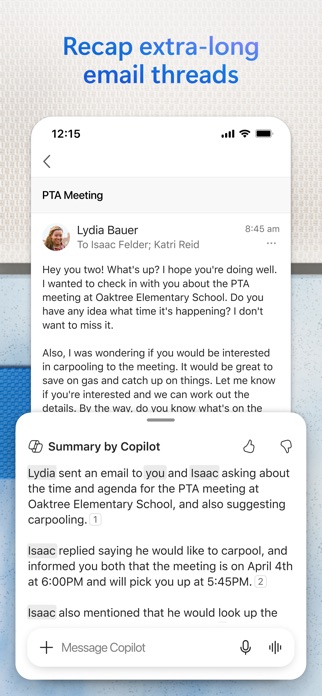 Recap extra-long
email threads
12:15
PTA Meeting
Lydia Bauer
8:45 am
To Isaac Felder; Katri Reid
Hey you two! What's up? I hope you're doing well.
I wanted to check in with you about the PTA
meeting at Oaktree Elementary School. Do you
have any idea what time it's happening? I don't
want to miss it.
Also, I was wondering if you would be interested
in carpooling to the meeting. It would be great to
save on gas and catch up on things. Let me know
if you're interested and we can work out the
details. By the way, do you know what's on the
Summary by Copilot
Lydia sent an email to you and Isaac asking about
the time and agenda for the PTA meeting at
Oaktree Elementary School, and also suggesting
carpooling. 1
Isaac replied saying he would like to carpool, and
informed you both that the meeting is on April 4th
at 6:00PM and will pick you up at 5:45PM. 2
Isaac also mentioned that he would look up the
Message Copilot